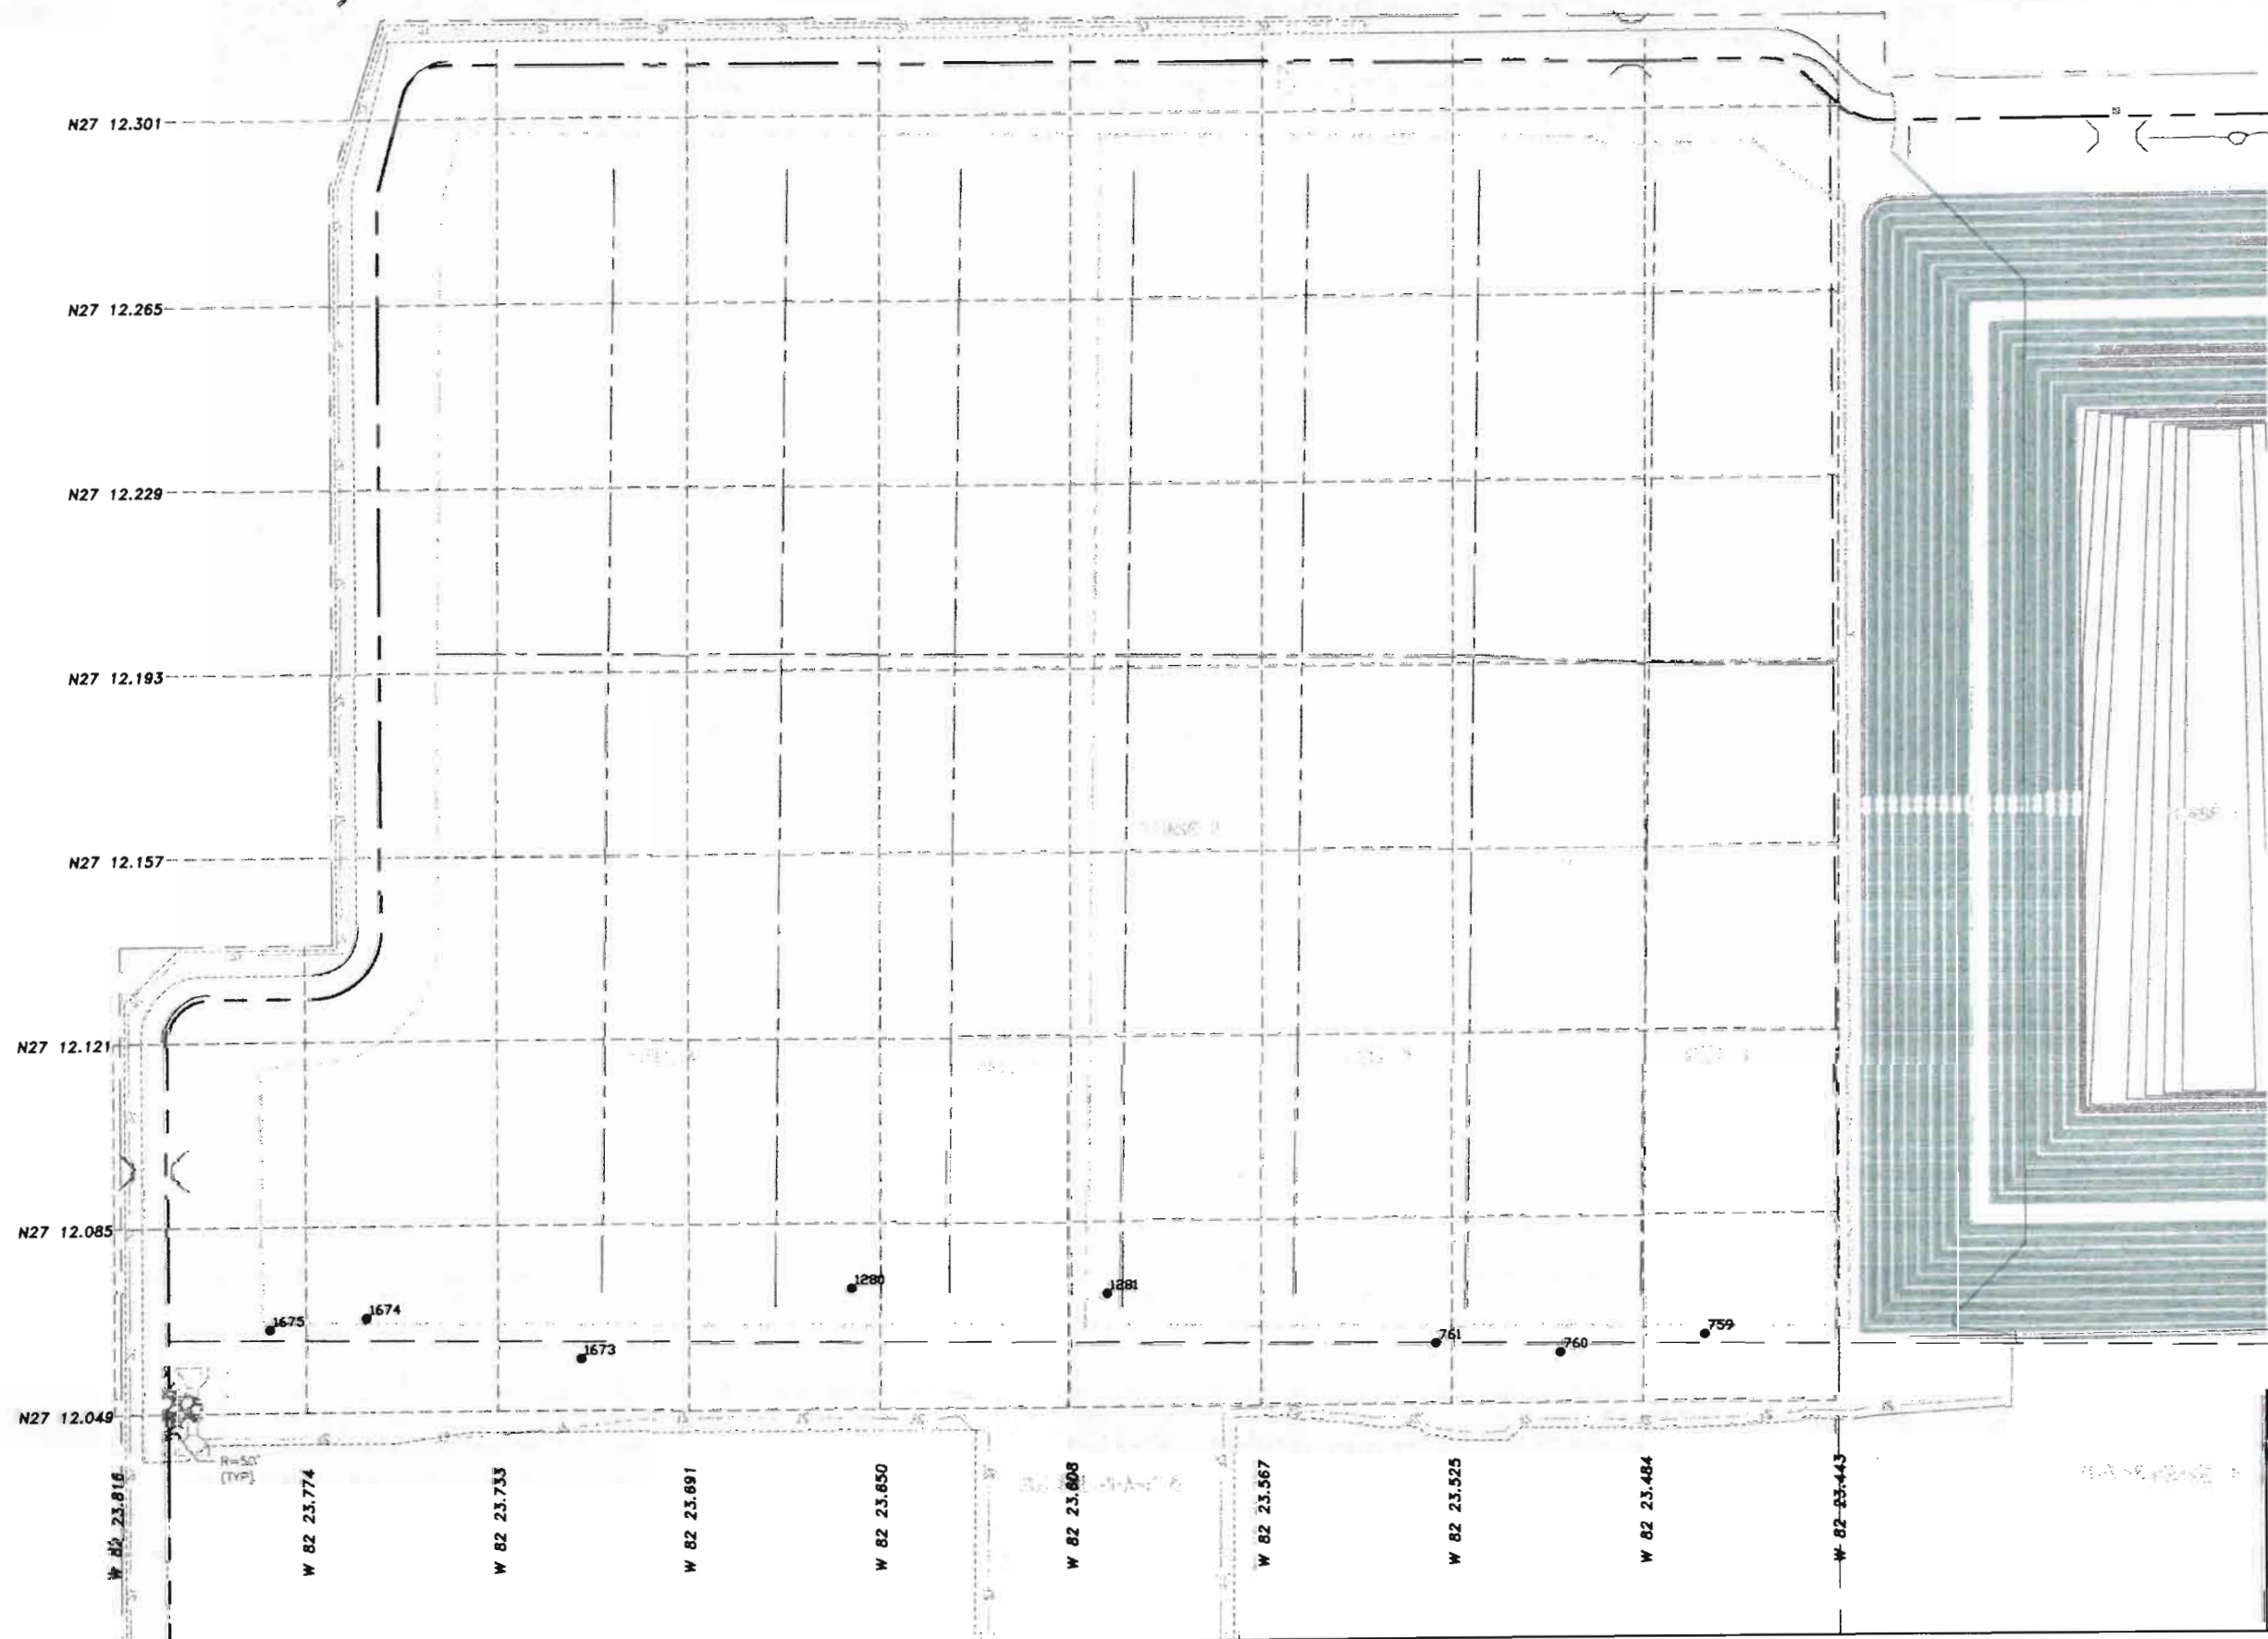 N27 12.301
N27 12.265
N27 12.229
N27 12.193
N27 12.157
N27 12.121
N27 12.085
1280
1281
1674
1675
1673
761
760
759
N27 12.049
R=50'
(TYP)
W 82 23.816
W 82 23.774
W 82 23.733
W 82 23.691
W 82 23.650
W 82 23.608
W 82 23.567
W 82 23.525
W 82 23.484
W 82 23.443